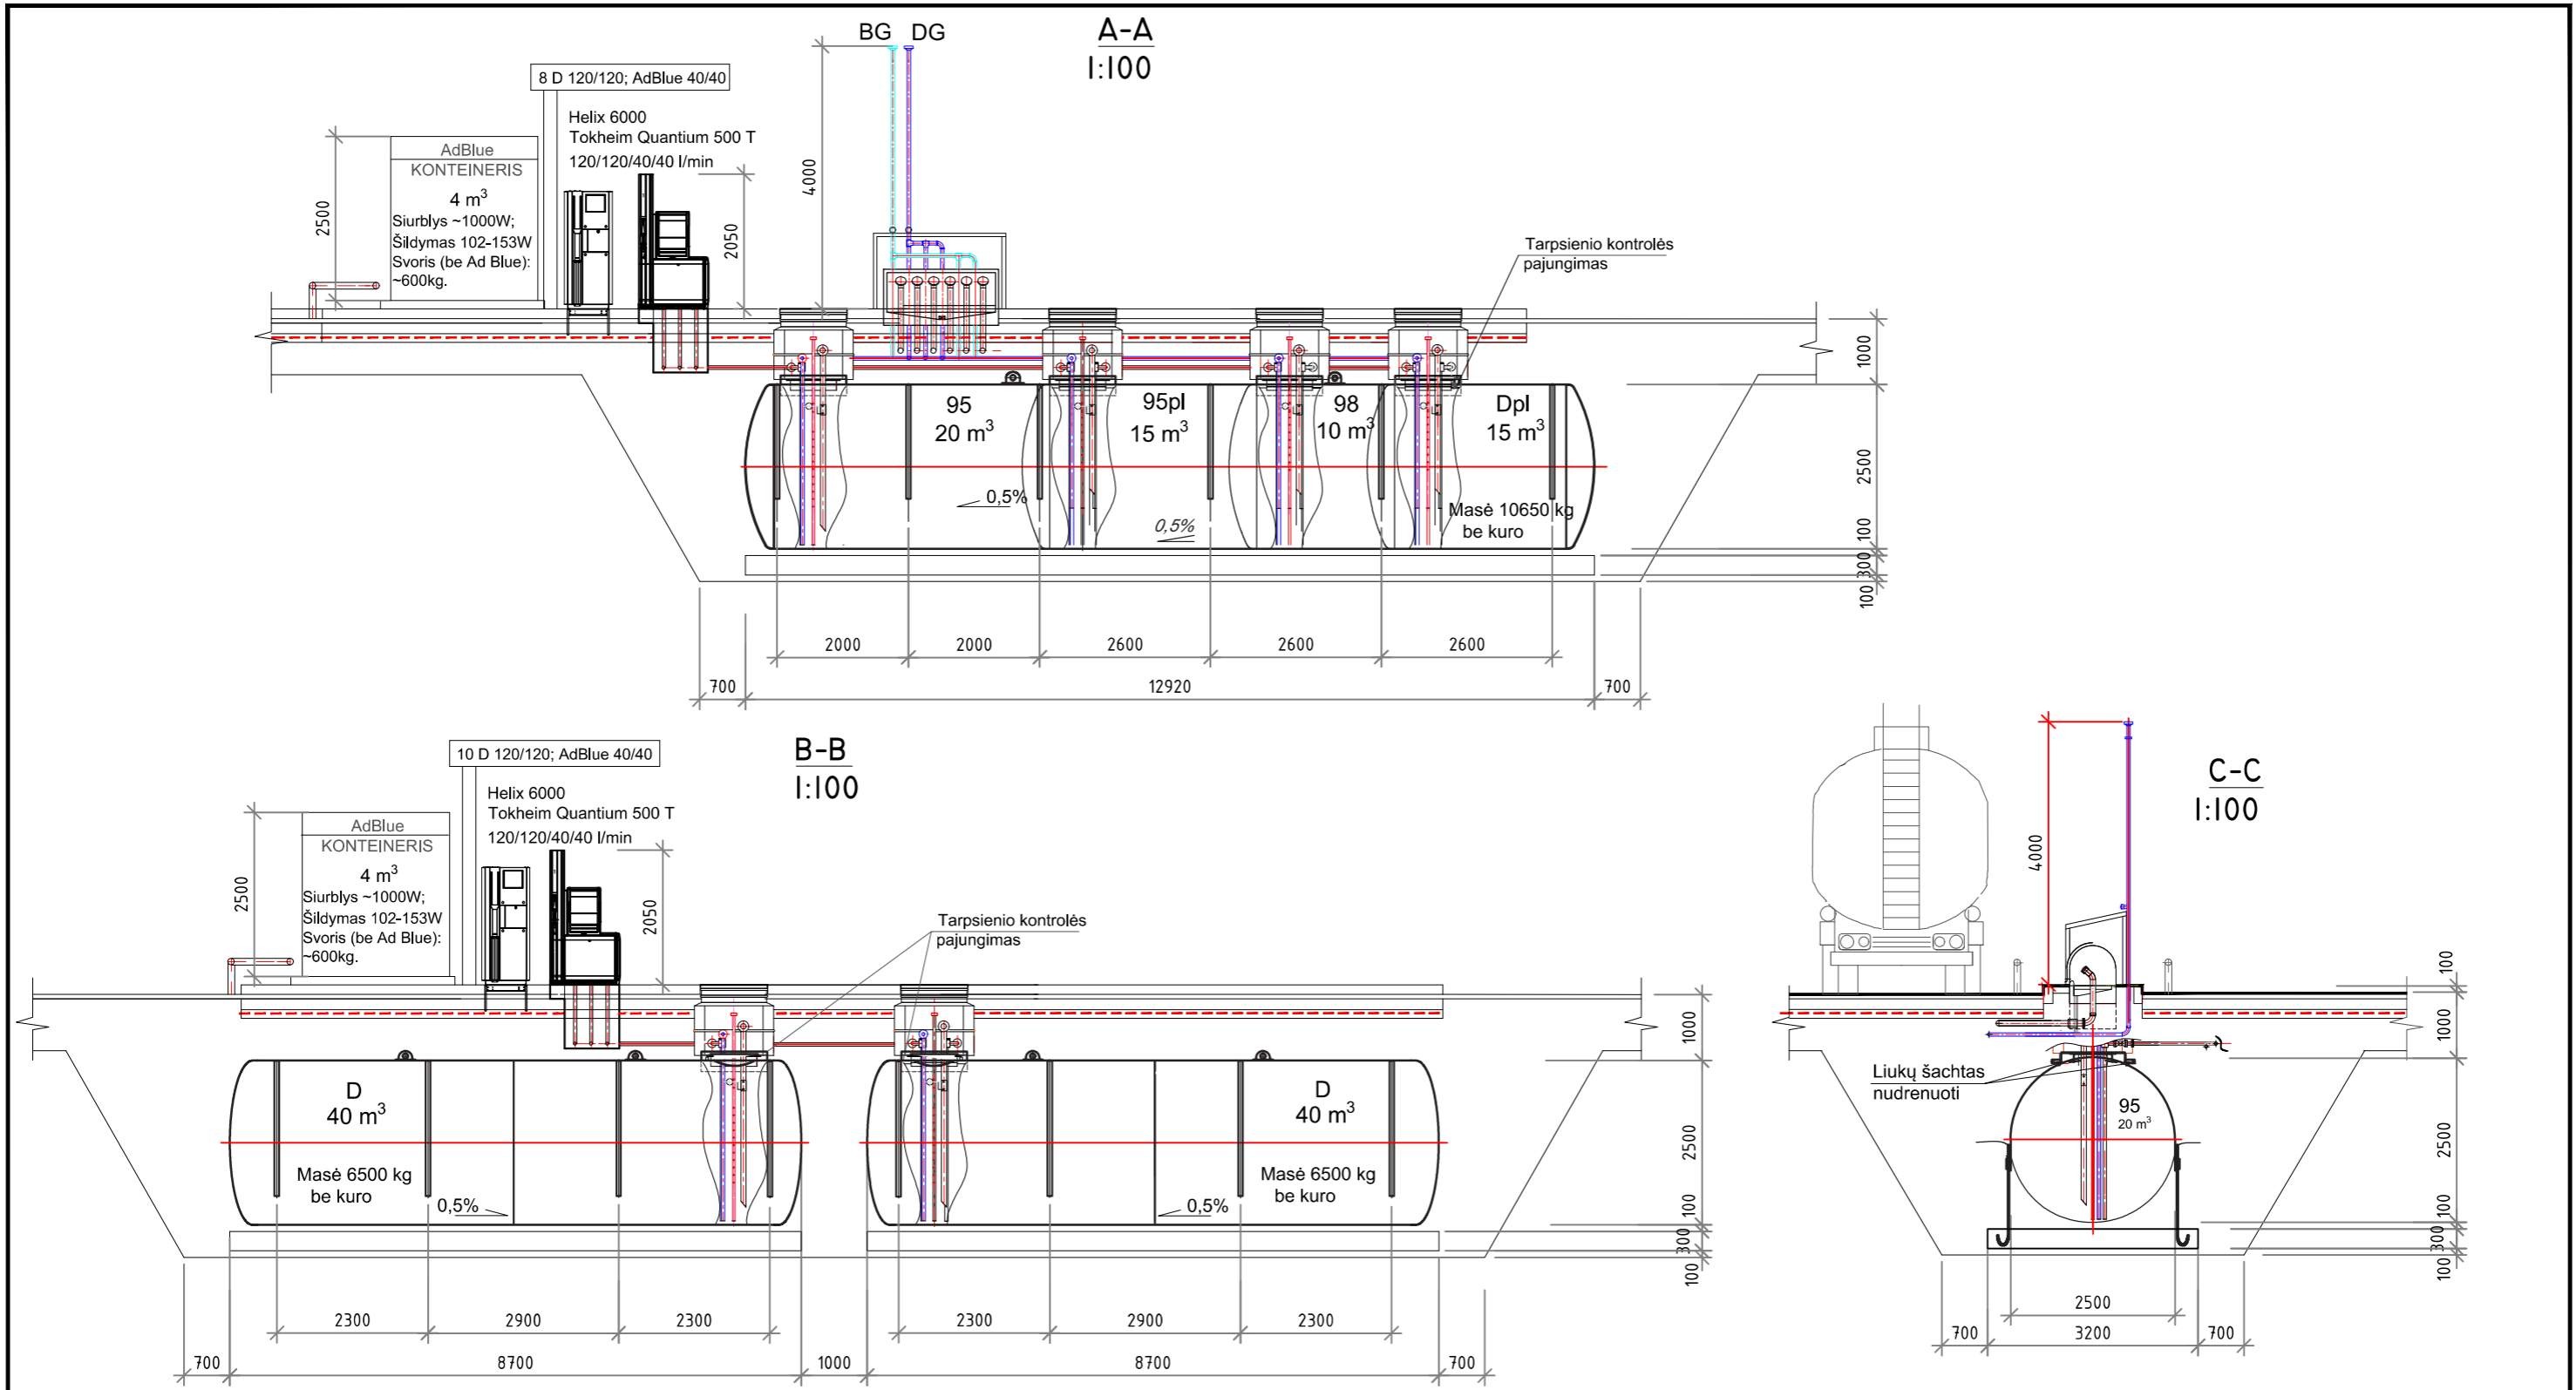 A-A
1:100
BG DG
8 D 120/120; AdBlue 40/40
Helix 6000
Tokheim Quantium 500 T
120/120/40/40 l/min
AdBlue
KONTEINERIS
4 m³
Siurblys ~1000W;
Šildymas 102-153W
Svoris (be Ad Blue):
~600kg.
2500
2050
4000
Tarpsienio kontrolės
pajungimas
95
20 m³
95pl
15 m³
98
10 m³
Dpl
15 m³
0,5%
0,5%
Masė 10650 kg
be kuro
1000
2500
100
300
100
2000
2000
2600
2600
2600
700
12920
700
B-B
1:100
10 D 120/120; AdBlue 40/40
Helix 6000
Tokheim Quantium 500 T
120/120/40/40 l/min
AdBlue
KONTEINERIS
4 m³
Siurblys ~1000W;
Šildymas 102-153W
Svoris (be Ad Blue):
~600kg.
2500
2050
Tarpsienio kontrolės
pajungimas
D
40 m³
Masė 6500 kg
be kuro
0,5%
D
40 m³
Masė 6500 kg
be kuro
0,5%
1000
2500
100
300
100
2300
2900
2300
2300
2900
2300
700
8700
1000
8700
700
C-C
1:100
4000
Liukų šachtas
nudrenuoti
95
20 m³
100
1000
2500
100
300
100
2500
700
3200
700